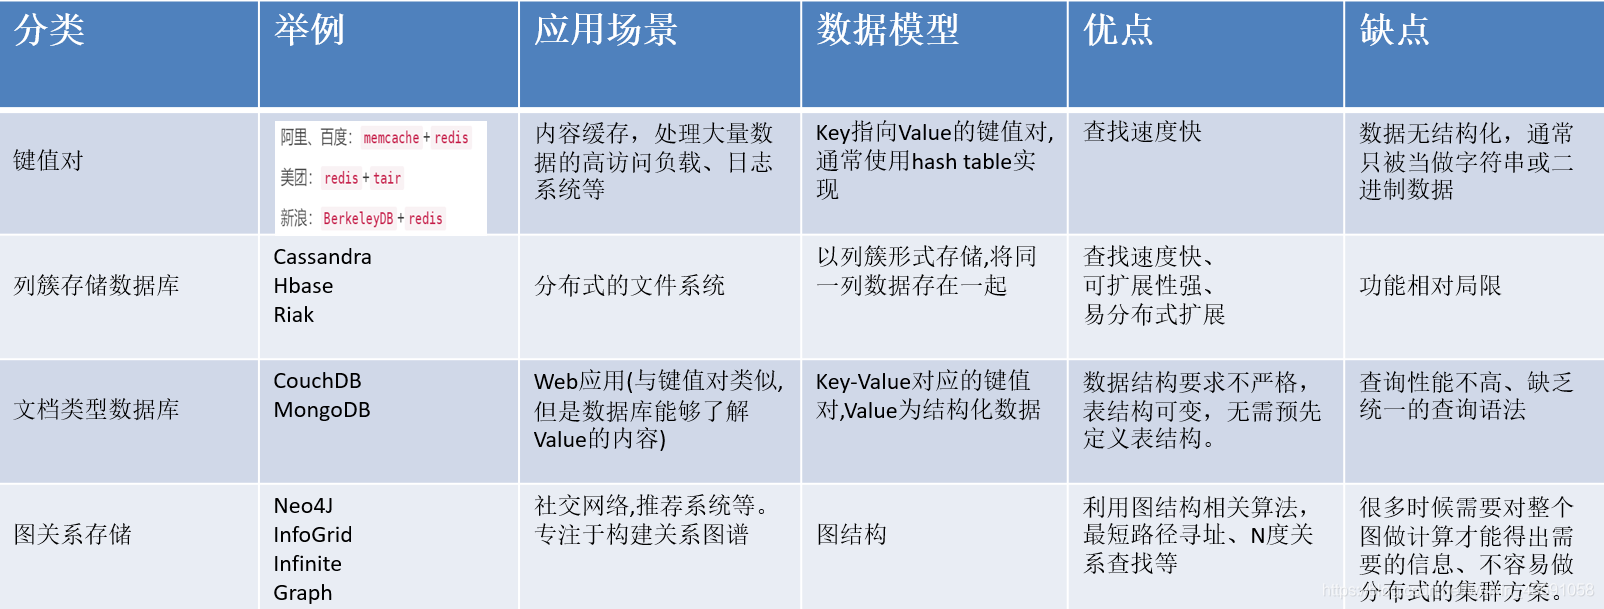 分类
举例
应用场景
数据模型
优点
缺点
键值对
阿里、百度：memcache+redis
美团：redis+tair
新浪：BerkeleyDB+redis
内容缓存，处理大量数
据的高访问负载、日志
系统等
Key指向Value的键值对,
通常使用hash table实
现
查找速度快
数据无结构化，通常
只被当做字符串或二
进制数据
列簇存储数据库
Cassandra
Hbase
Riak
分布式的文件系统
以列簇形式存储,将同
一列数据存在一起
查找速度快、
可扩展性强、
易分布式扩展
功能相对局限
文档类型数据库
CouchDB
MongoDB
Web应用(与键值对类似,
但是数据库能够了解
Value的内容)
Key-Value对应的键值
对,Value为结构化数据
数据结构要求不严格，
表结构可变，无需预先
定义表结构。
查询性能不高、缺乏
统一的查询语法
图关系存储
Neo4J
InfoGrid
Infinite
Graph
社交网络,推荐系统等。
专注于构建关系图谱
图结构
利用图结构相关算法，
最短路径寻址、N度关
系查找等
很多时候需要对整个
图做计算才能得出需
要的信息、不容易做
分布式的集群方案。